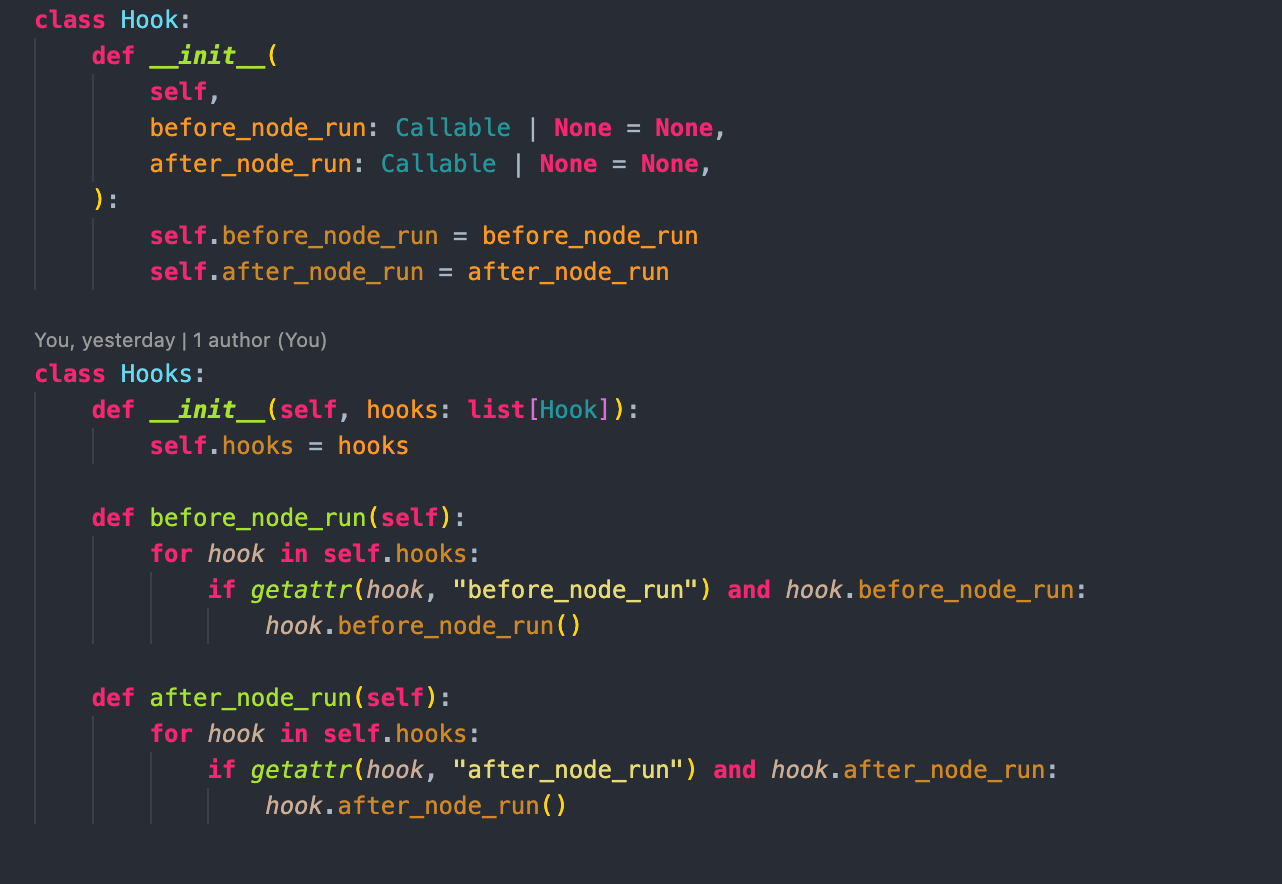 class Hook:
    def __init__(
        self,
        before_node_run: Callable | None = None,
        after_node_run: Callable | None = None,
    ):
        self.before_node_run = before_node_run
        self.after_node_run = after_node_run
You, yesterday | 1 author (You)
class Hooks:
    def __init__(self, hooks: list[Hook]):
        self.hooks = hooks
    def before_node_run(self):
        for hook in self.hooks:
            if getattr(hook, "before_node_run") and hook.before_node_run:
                hook.before_node_run()
    def after_node_run(self):
        for hook in self.hooks:
            if getattr(hook, "after_node_run") and hook.after_node_run:
                hook.after_node_run()